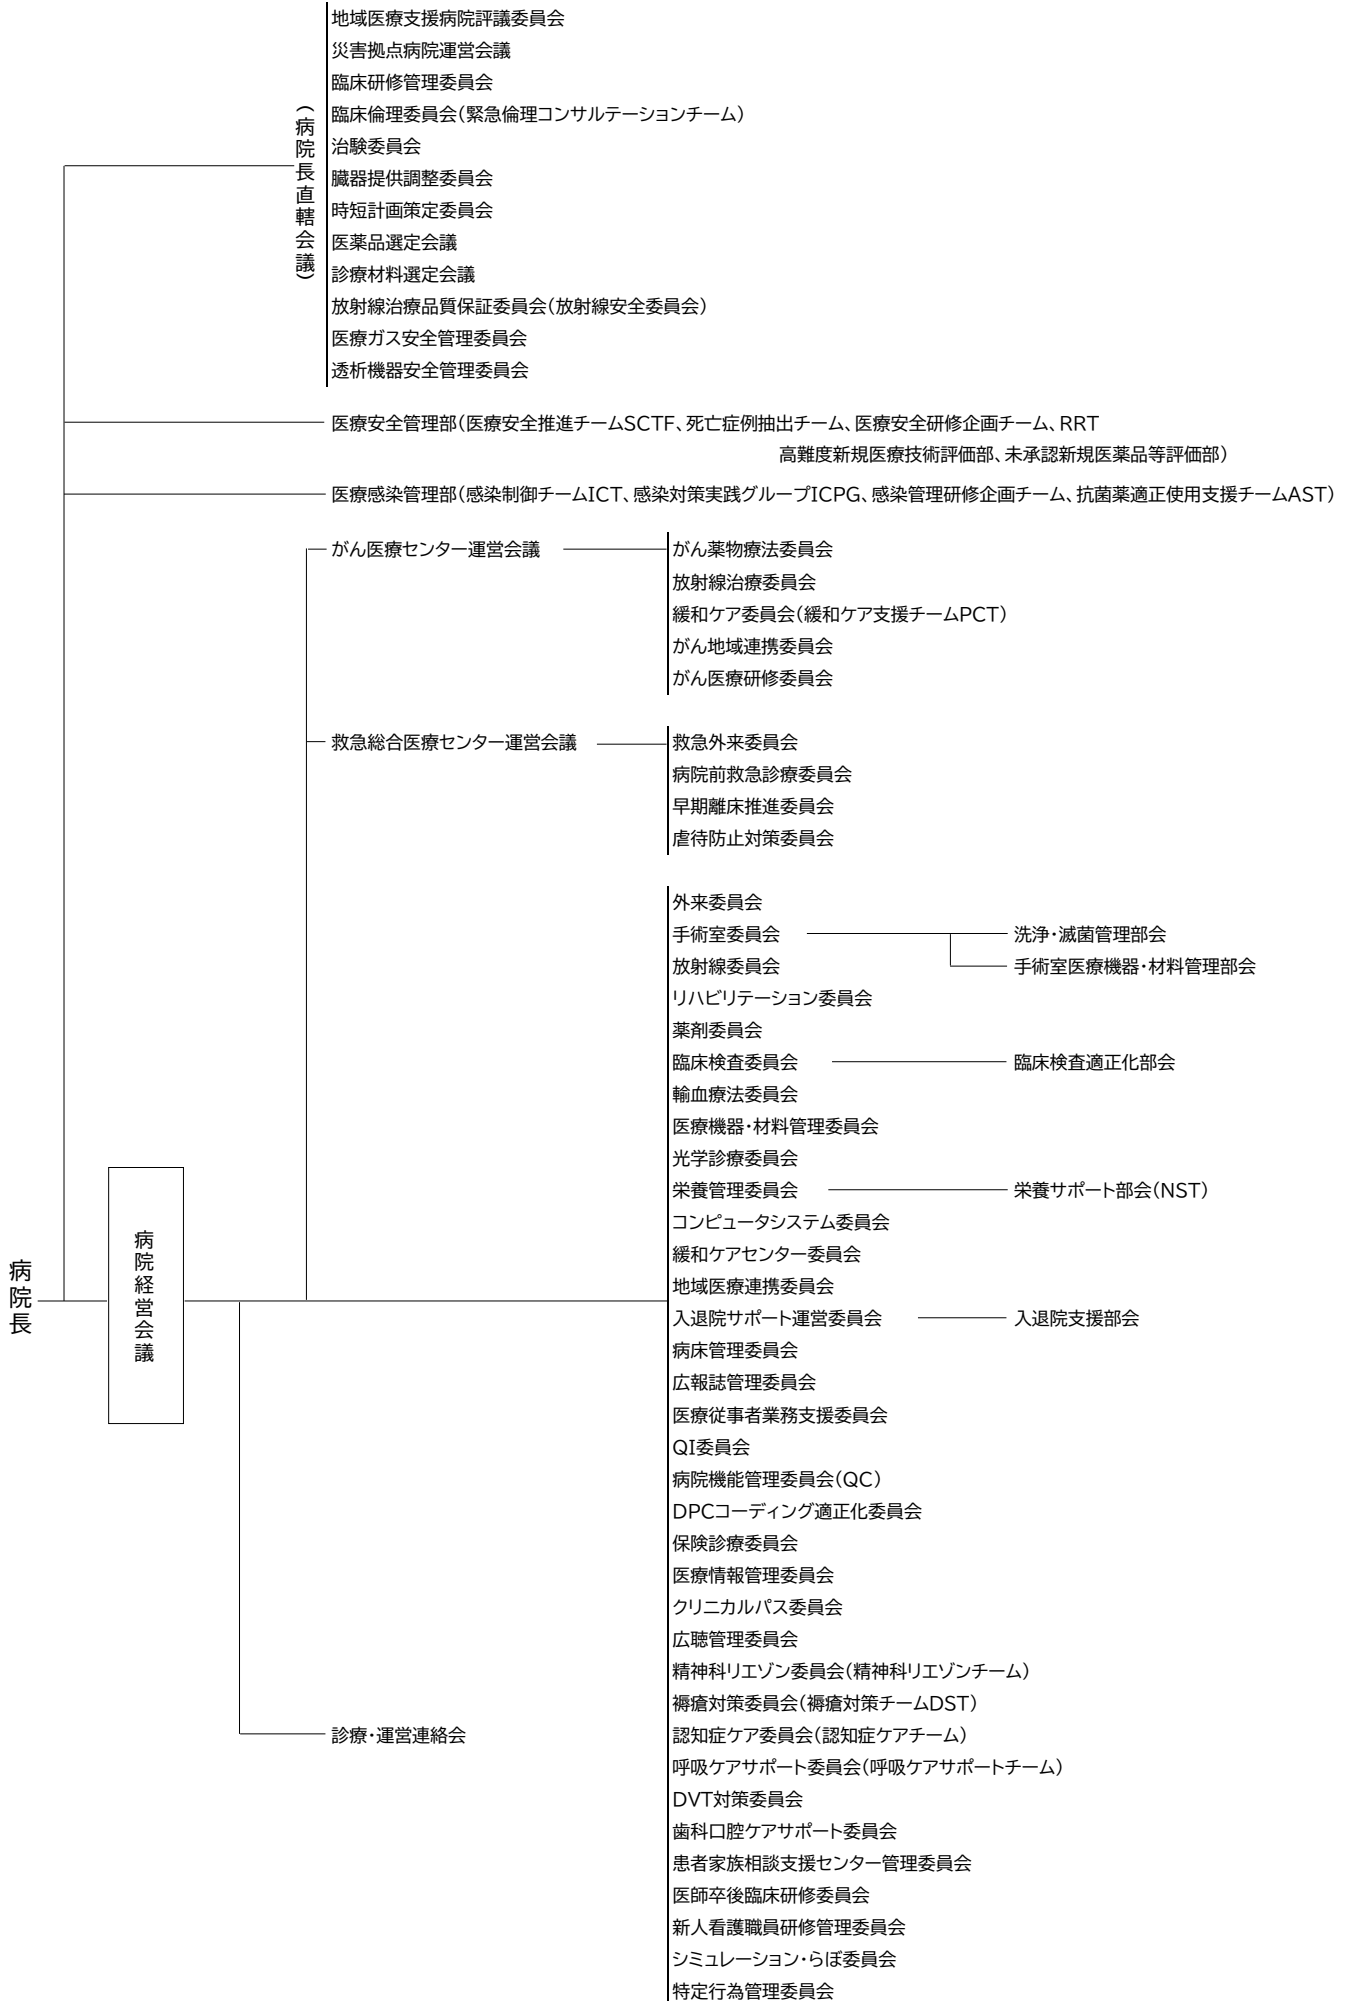 地域医療支援病院評議委員会
災害拠点病院運営会議
臨床研修管理委員会
臨床倫理委員会(緊急倫理コンサルテーションチーム)
治験委員会
臓器提供調整委員会
時短計画策定委員会
医薬品選定会議
診療材料選定会議
放射線治療品質保証委員会(放射線安全委員会)
医療ガス安全管理委員会
透析機器安全管理委員会
(病院長直轄会議)
医療安全管理部(医療安全推進チームSCTF、死亡症例抽出チーム、医療安全研修企画チーム、RRT
高難度新規医療技術評価部、未承認新規医薬品等評価部)
医療感染管理部(感染制御チームICT、感染対策実践グループICPG、感染管理研修企画チーム、抗菌薬適正使用支援チームAST)
がん医療センター運営会議
がん薬物療法委員会
放射線治療委員会
緩和ケア委員会(緩和ケア支援チームPCT)
がん地域連携委員会
がん医療研修委員会
救急総合医療センター運営会議
救急外来委員会
病院前救急診療委員会
早期離床推進委員会
虐待防止対策委員会
外来委員会
手術室委員会
洗浄・滅菌管理部会
放射線委員会
手術室医療機器・材料管理部会
リハビリテーション委員会
薬剤委員会
臨床検査委員会
臨床検査適正化部会
輸血療法委員会
医療機器・材料管理委員会
光学診療委員会
栄養管理委員会
栄養サポート部会(NST)
コンピュータシステム委員会
緩和ケアセンター委員会
地域医療連携委員会
病院長
病院経営会議
入退院サポート運営委員会
入退院支援部会
病床管理委員会
広報誌管理委員会
医療従事者業務支援委員会
QI委員会
病院機能管理委員会(QC)
DPCコーディング適正化委員会
保険診療委員会
医療情報管理委員会
クリニカルパス委員会
広聴管理委員会
精神科リエゾン委員会(精神科リエゾンチーム)
褥瘡対策委員会(褥瘡対策チームDST)
診療・運営連絡会
認知症ケア委員会(認知症ケアチーム)
呼吸ケアサポート委員会(呼吸ケアサポートチーム)
DVT対策委員会
歯科口腔ケアサポート委員会
患者家族相談支援センター管理委員会
医師卒後臨床研修委員会
新人看護職員研修管理委員会
シミュレーション・らぼ委員会
特定行為管理委員会